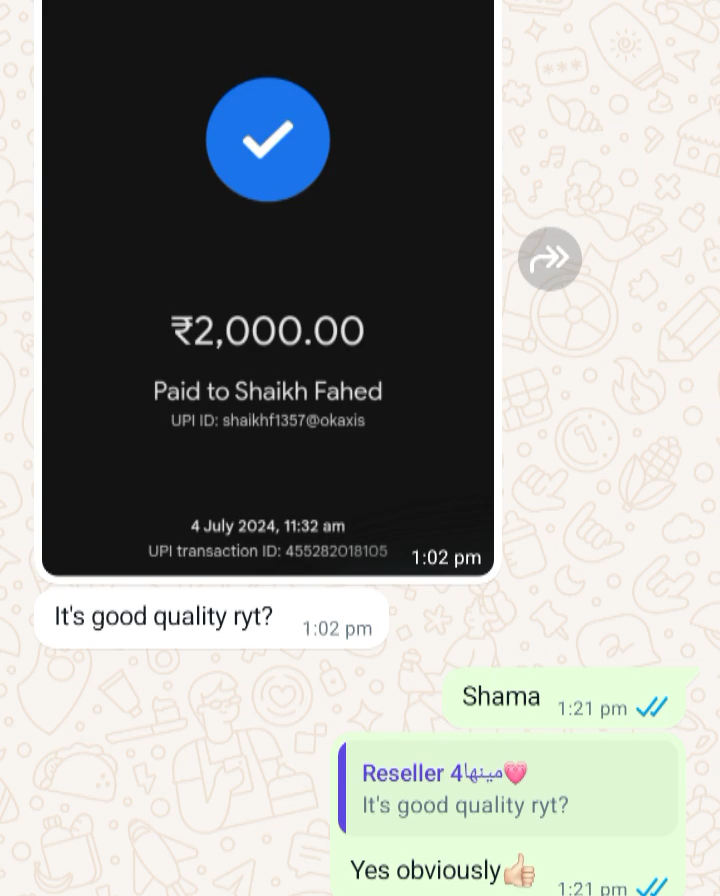 ₹2,000.00
Paid to Shaikh Fahed
UPI ID: shaikhf1357@okaxis
4 July 2024, 11:32 am
UPI transaction ID: 455282018105
1:02 pm
It's good quality ryt?
1:02 pm
Shama
1:21 pm
Reseller 4مينها💗
It's good quality ryt?
Yes obviously👍🏻
1:21 pm